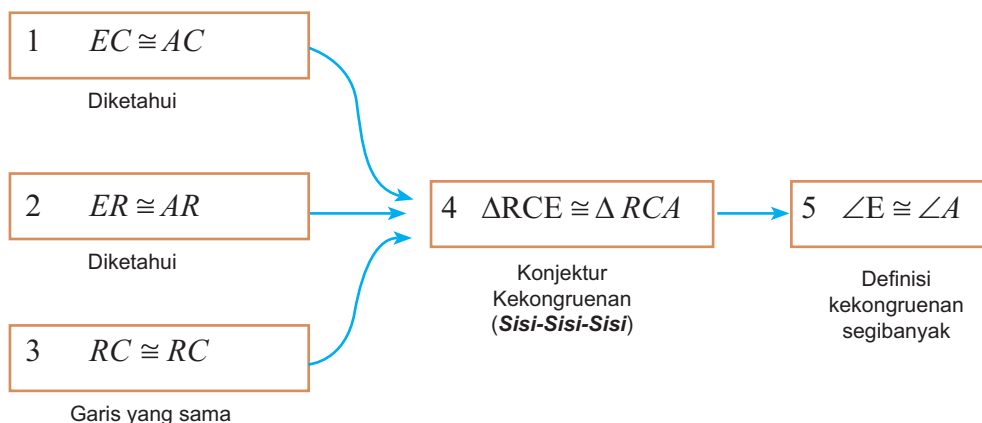 1 EC ≅ AC
Diketahui
2 ER ≅ AR
Diketahui
3 RC ≅ RC
Garis yang sama
4 ΔRCE ≅ Δ RCA
Konjektur
Kekongruenan
(Sisi-Sisi-Sisi)
5 ∠E ≅ ∠A
Definisi
kekongruenan
segibanyak